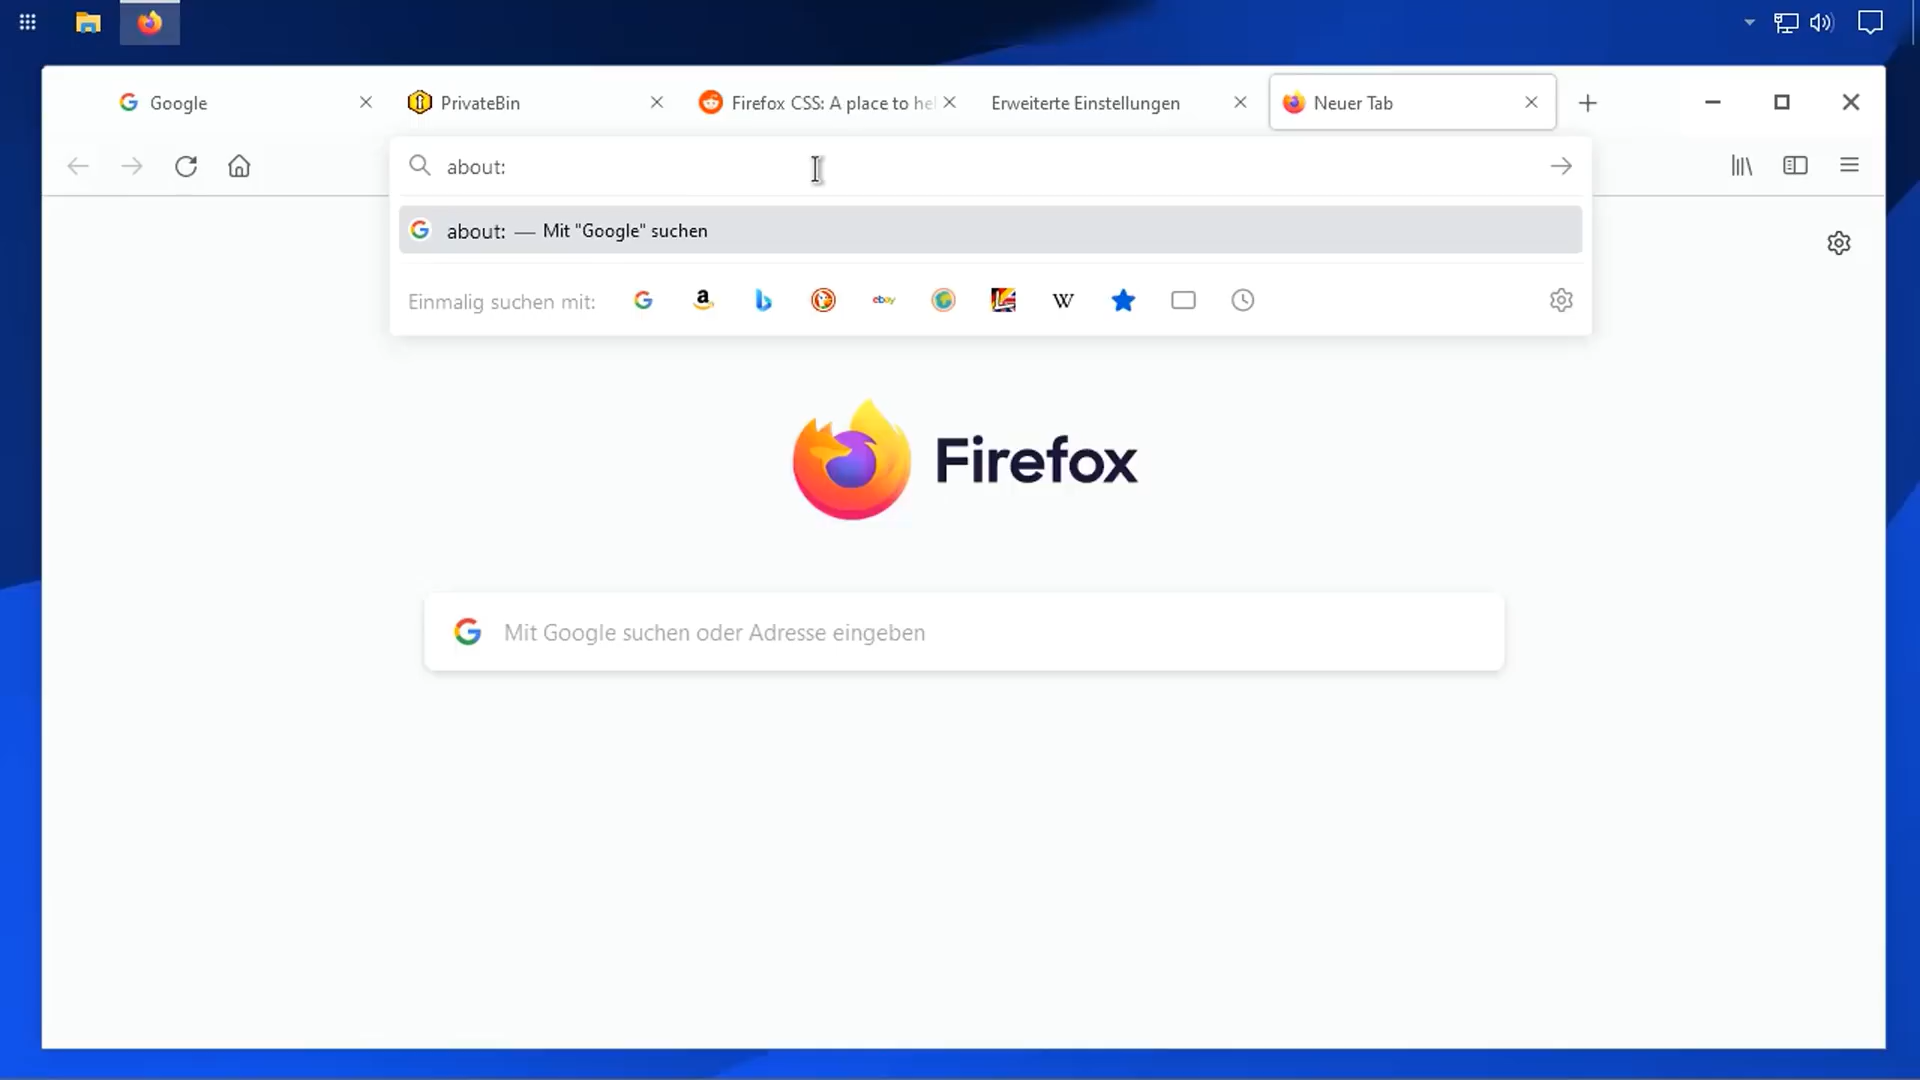 Google
PrivateBin
Firefox CSS: A place to hel
Erweiterte Einstellungen
Neuer Tab
about:
about: — Mit "Google" suchen
Einmalig suchen mit:
Firefox
Mit Google suchen oder Adresse eingeben